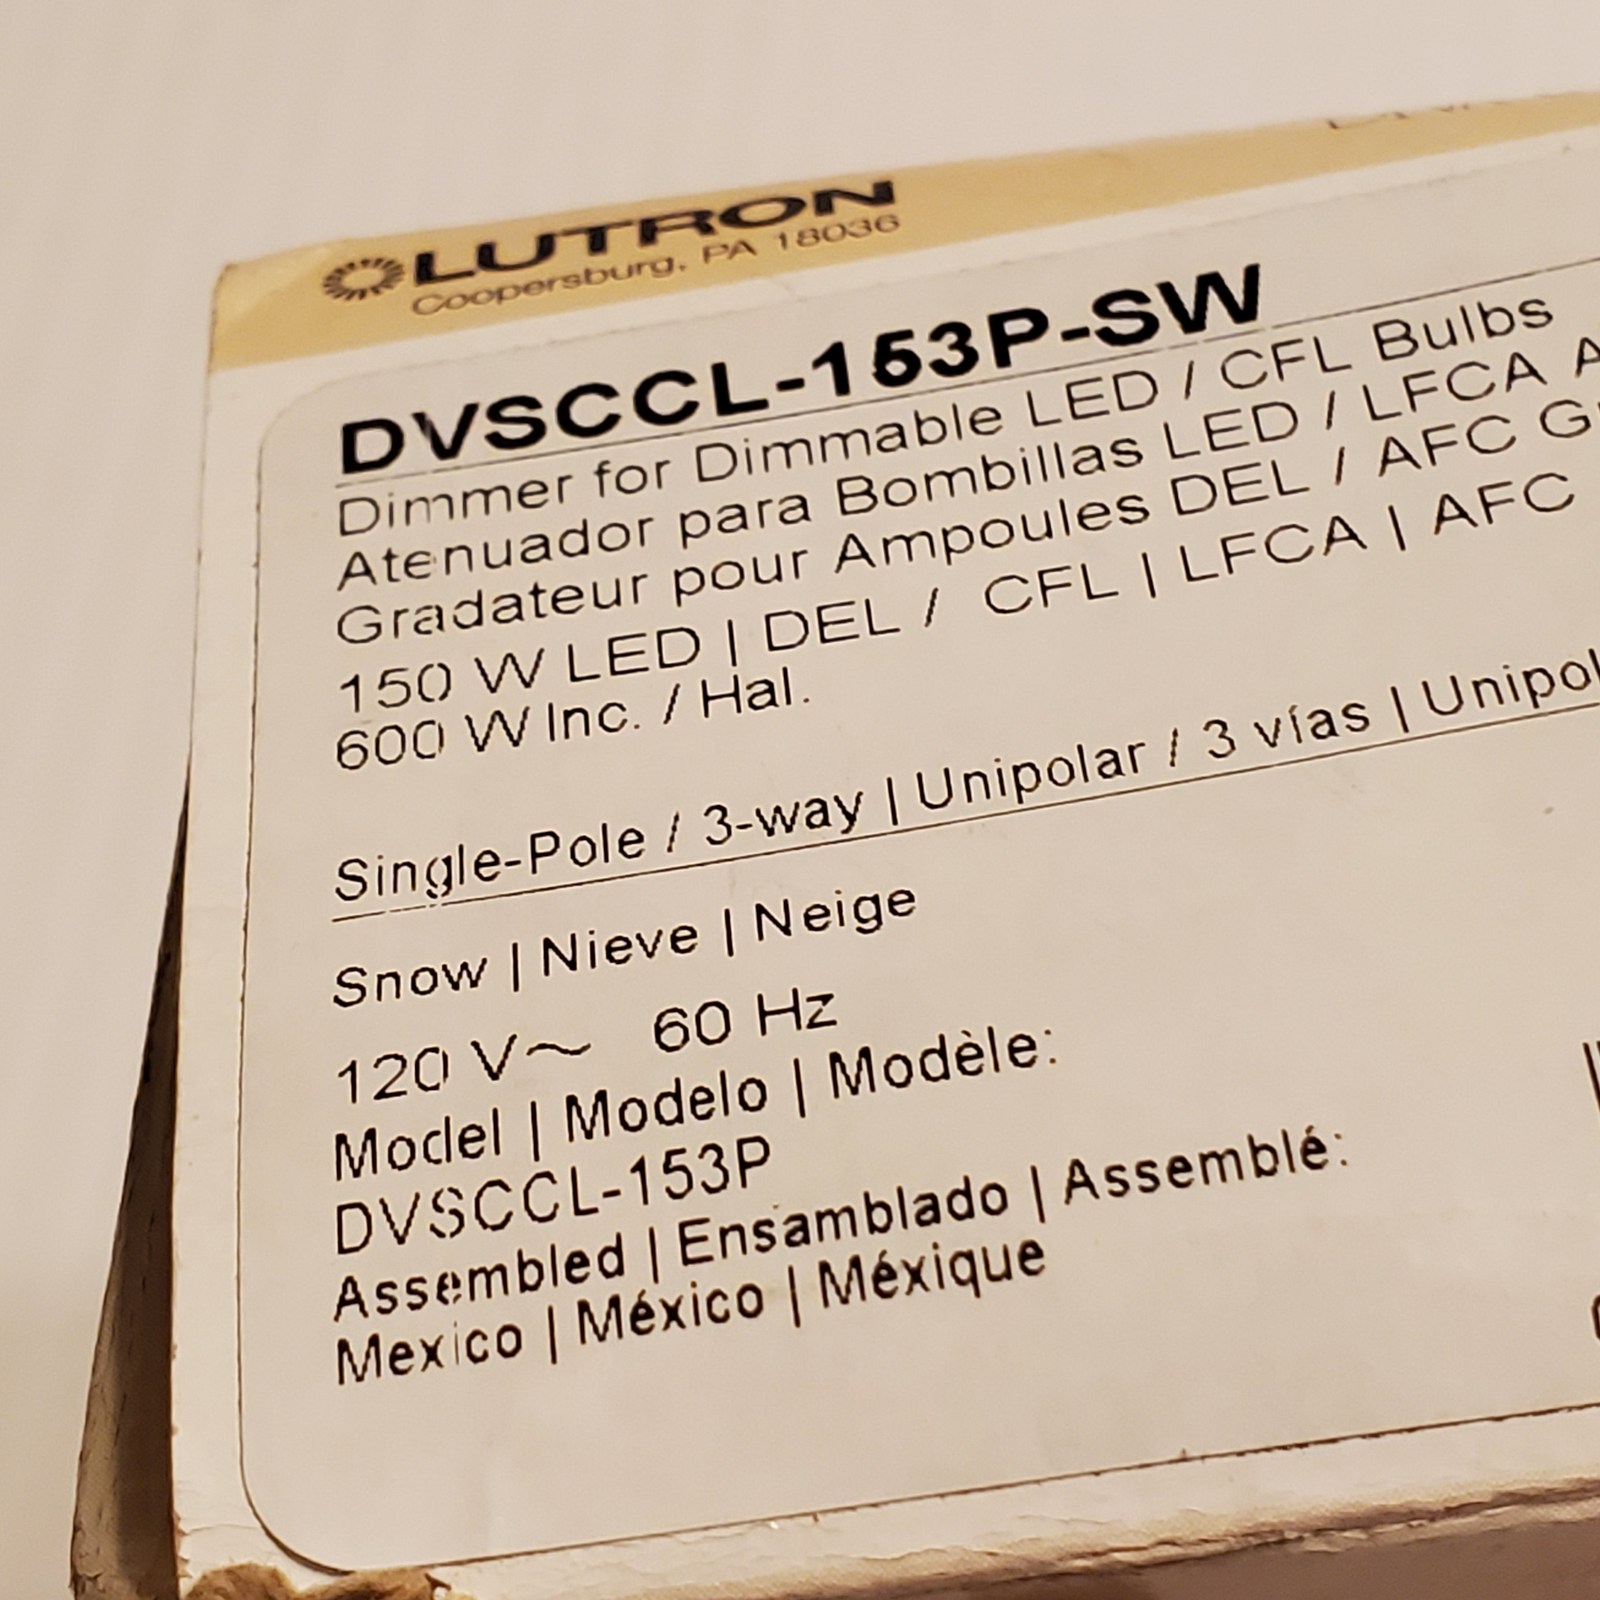 LUTRON
Coopersburg, PA 18036
DVSCCL-153P-SW
Dimmer for Dimmable LED / CFL Bulbs
Atenuador para Bombillas LED / LFCA
Gradateur pour Ampoules DEL / AFC
150 W LED | DEL / CFL | LFCA | AFC
600 W Inc. / Hal.
Single-Pole / 3-way | Unipolar / 3 vías |
Snow | Nieve | Neige
120 V~ 60 Hz
Model | Modelo | Modèle:
DVSCCL-153P
Assembled | Ensamblado | Assemblé:
Mexico | México | Méxique